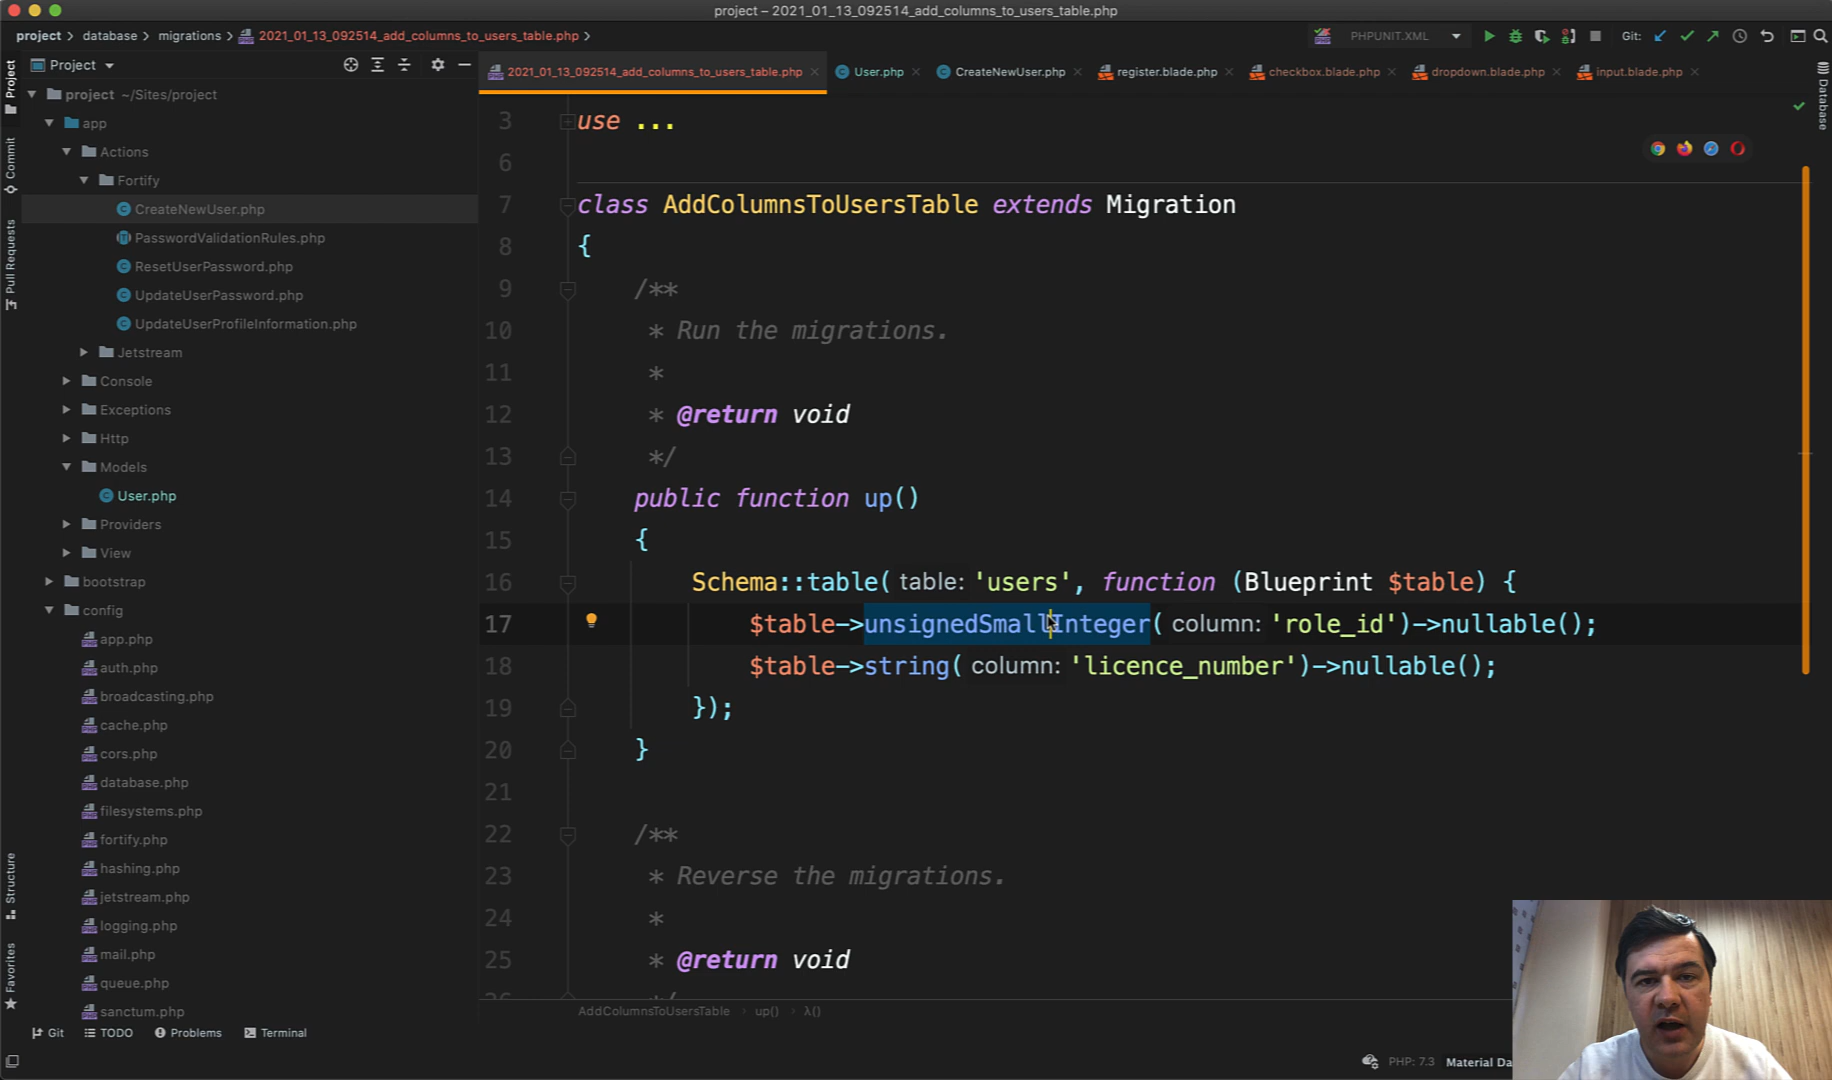 project – 2021_01_13_092514_add_columns_to_users_table.php
project > database > migrations > 2021_01_13_092514_add_columns_to_users_table.php >
PHPUNIT.XML
Git:
Project
2021_01_13_092514_add_columns_to_users_table.php
User.php
CreateNewUser.php
register.blade.php
checkbox.blade.php
dropdown.blade.php
input.blade.php
Project
Commit
Pull Requests
Structure
Favorites
Database
project ~/Sites/project
app
Actions
Fortify
CreateNewUser.php
PasswordValidationRules.php
ResetUserPassword.php
UpdateUserPassword.php
UpdateUserProfileInformation.php
Jetstream
Console
Exceptions
Http
Models
User.php
Providers
View
bootstrap
config
app.php
auth.php
broadcasting.php
cache.php
cors.php
database.php
filesystems.php
fortify.php
hashing.php
jetstream.php
logging.php
mail.php
queue.php
sanctum.php
3 use ...
6
7 class AddColumnsToUsersTable extends Migration
8 {
9 /**
10 * Run the migrations.
11 *
12 * @return void
13 */
14 public function up()
15 {
16 Schema::table( table: 'users', function (Blueprint $table) {
17 $table->unsignedSmallInteger( column: 'role_id')->nullable();
18 $table->string( column: 'licence_number')->nullable();
19 });
20 }
21
22 /**
23 * Reverse the migrations.
24 *
25 * @return void
26 */
AddColumnsToUsersTable > up() > λ()
Git
TODO
Problems
Terminal
PHP: 7.3
Material Da